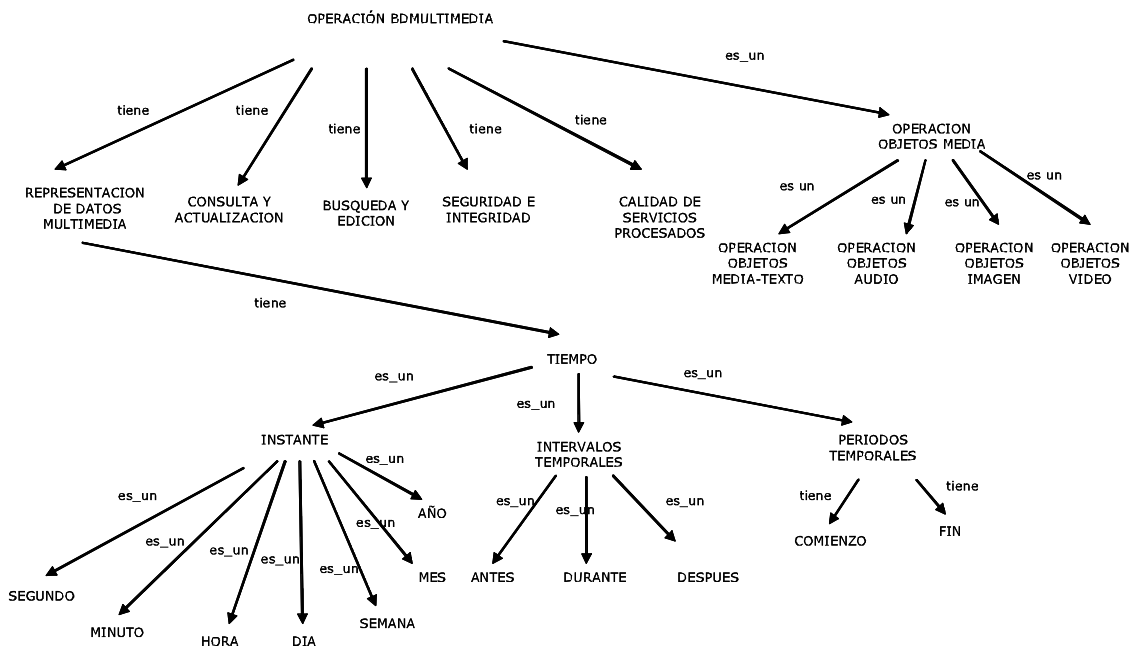 OPERACIÓN BDMULTIMEDIA
es_un
tiene
tiene
tiene
tiene
tiene
OPERACION
OBJETOS MEDIA
REPRESENTACION
DE DATOS
MULTIMEDIA
CONSULTA Y
ACTUALIZACION
BUSQUEDA Y
EDICION
SEGURIDAD E
INTEGRIDAD
CALIDAD DE
SERVICIOS
PROCESADOS
es un
es un
es un
es un
OPERACION
OBJETOS
MEDIA-TEXTO
OPERACION
OBJETOS
AUDIO
OPERACION
OBJETOS
IMAGEN
OPERACION
OBJETOS
VIDEO
tiene
TIEMPO
es_un
es_un
es_un
INSTANTE
INTERVALOS
TEMPORALES
PERIODOS
TEMPORALES
es_un
es_un
es_un
es_un
es_un
es_un
es_un
es_un
es_un
es_un
tiene
tiene
AÑO
COMIENZO
FIN
SEGUNDO
MINUTO
HORA
DIA
SEMANA
MES
ANTES
DURANTE
DESPUES